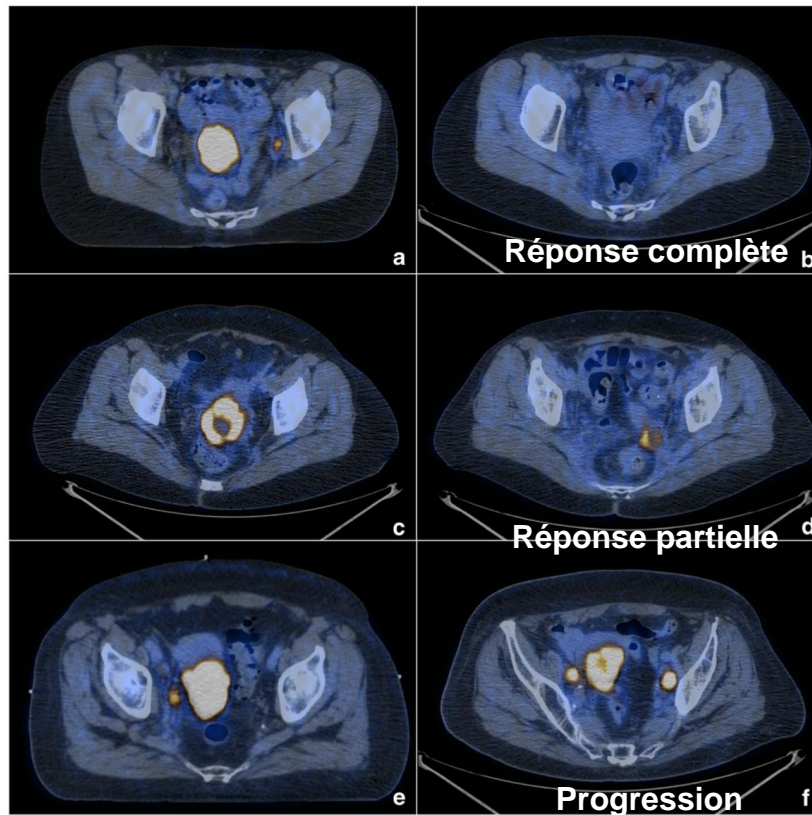 a
Réponse complète b
c
Réponse partielle d
e
Progression f